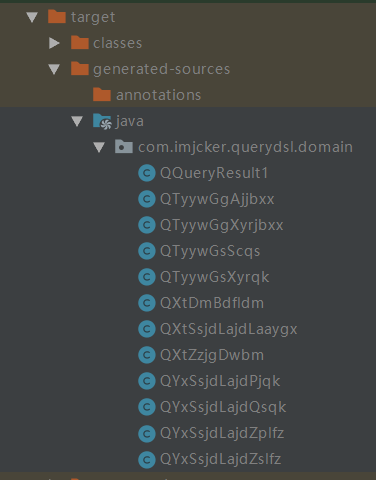 target
classes
generated-sources
annotations
java
com.imjcker.querydsl.domain
QQueryResult1
QTyywGgAjjbxx
QTyywGgXyrjbxx
QTyywGsScqs
QTyywGsXyrqk
QXtDmBdfldm
QXtSsjdLajdLaaygx
QXtZzjgDwbm
QYxSsjdLajdPjqk
QYxSsjdLajdQsqk
QYxSsjdLajdZplfz
QYxSsjdLajdZslfz